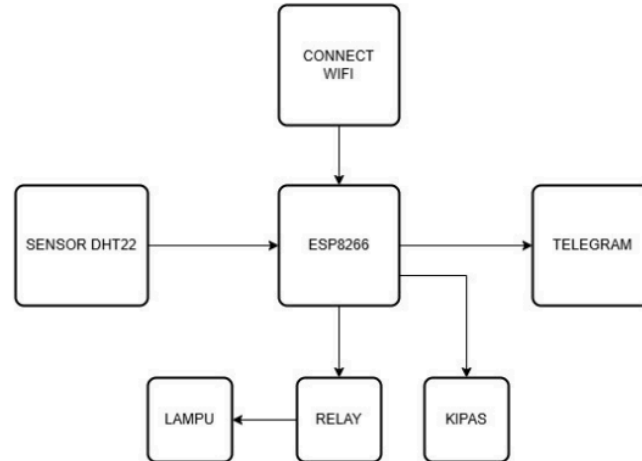 CONNECT
WIFI
SENSOR DHT22
ESP8266
TELEGRAM
LAMPU
RELAY
KIPAS